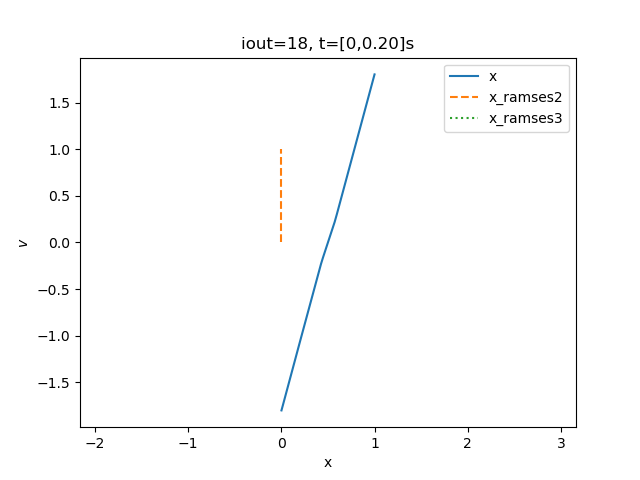 iout=18, t=[0,0.20]s
x
x_ramses2
x_ramses3
1.5
1.0
0.5
0.0
−0.5
−1.0
−1.5
v
−2
−1
0
1
2
3
x